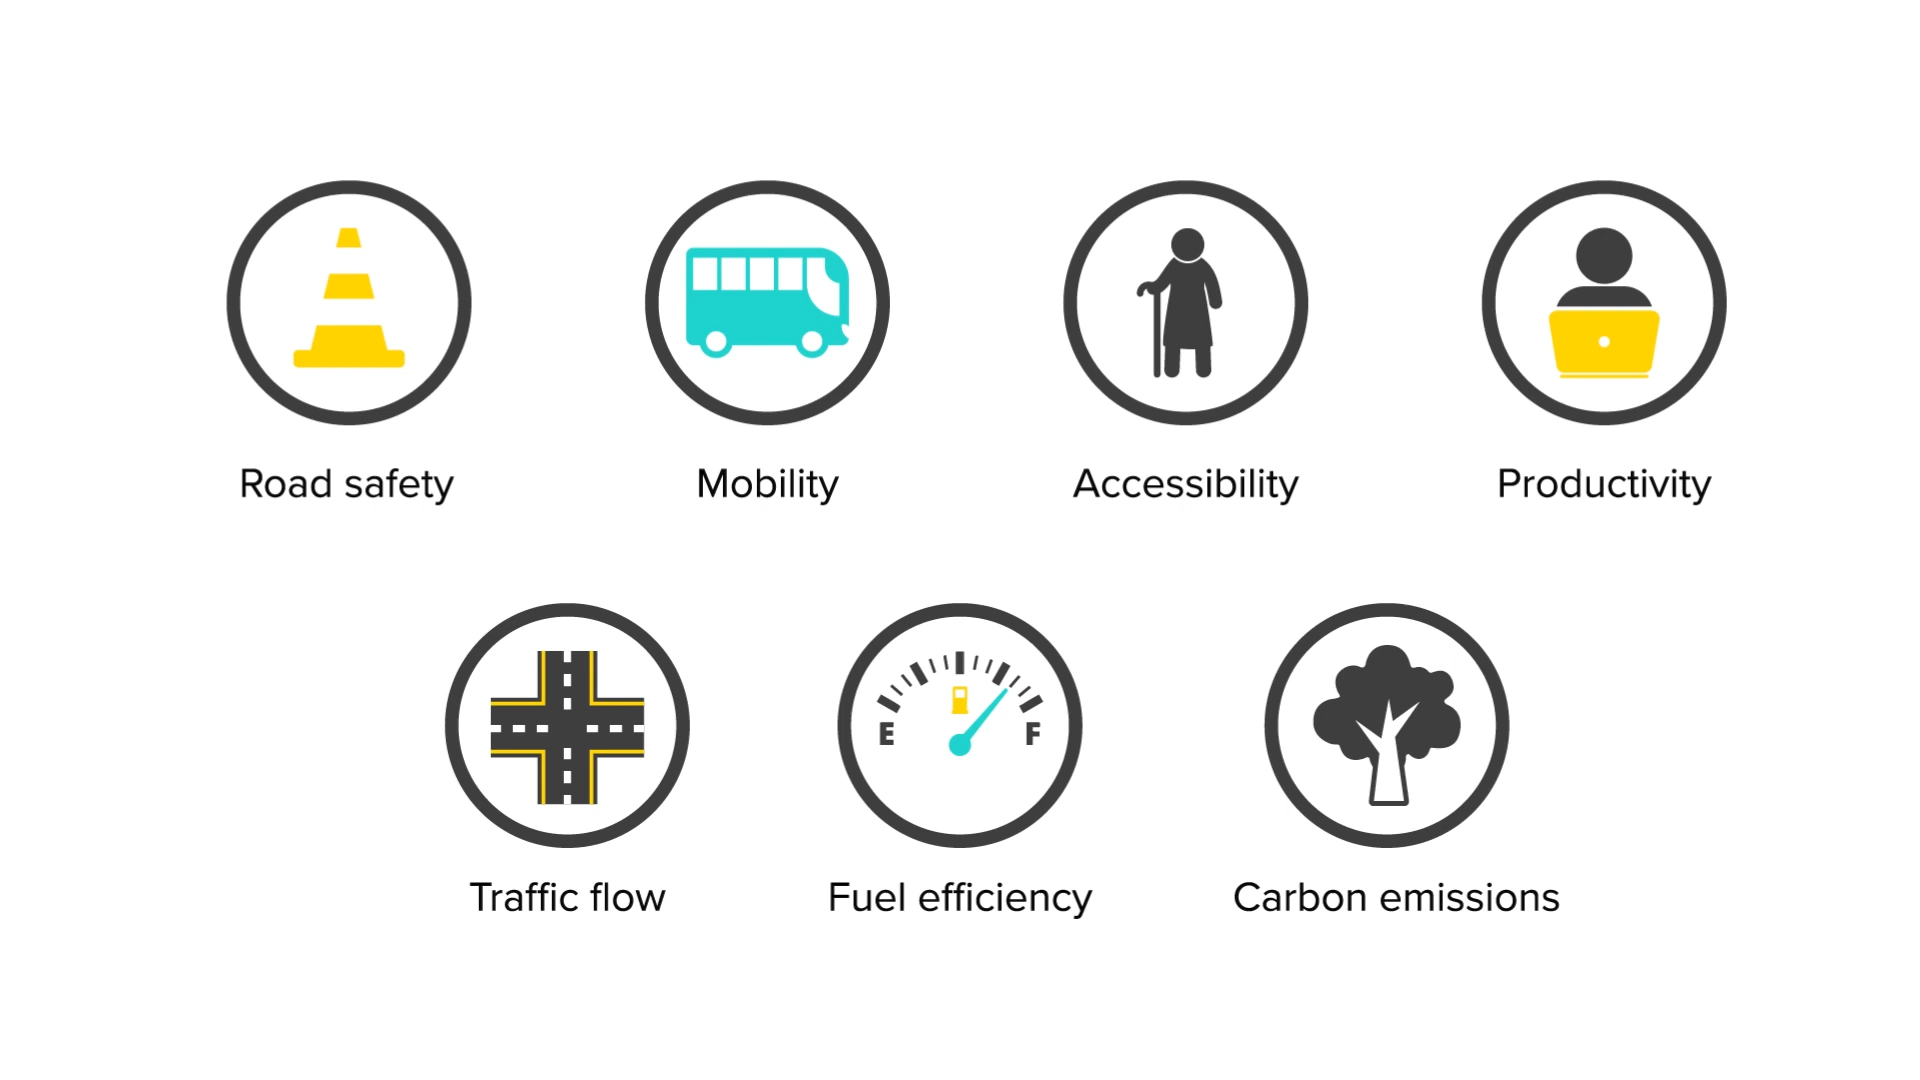 Road safety
Mobility
Accessibility
Productivity
E
F
Traffic flow
Fuel efficiency
Carbon emissions